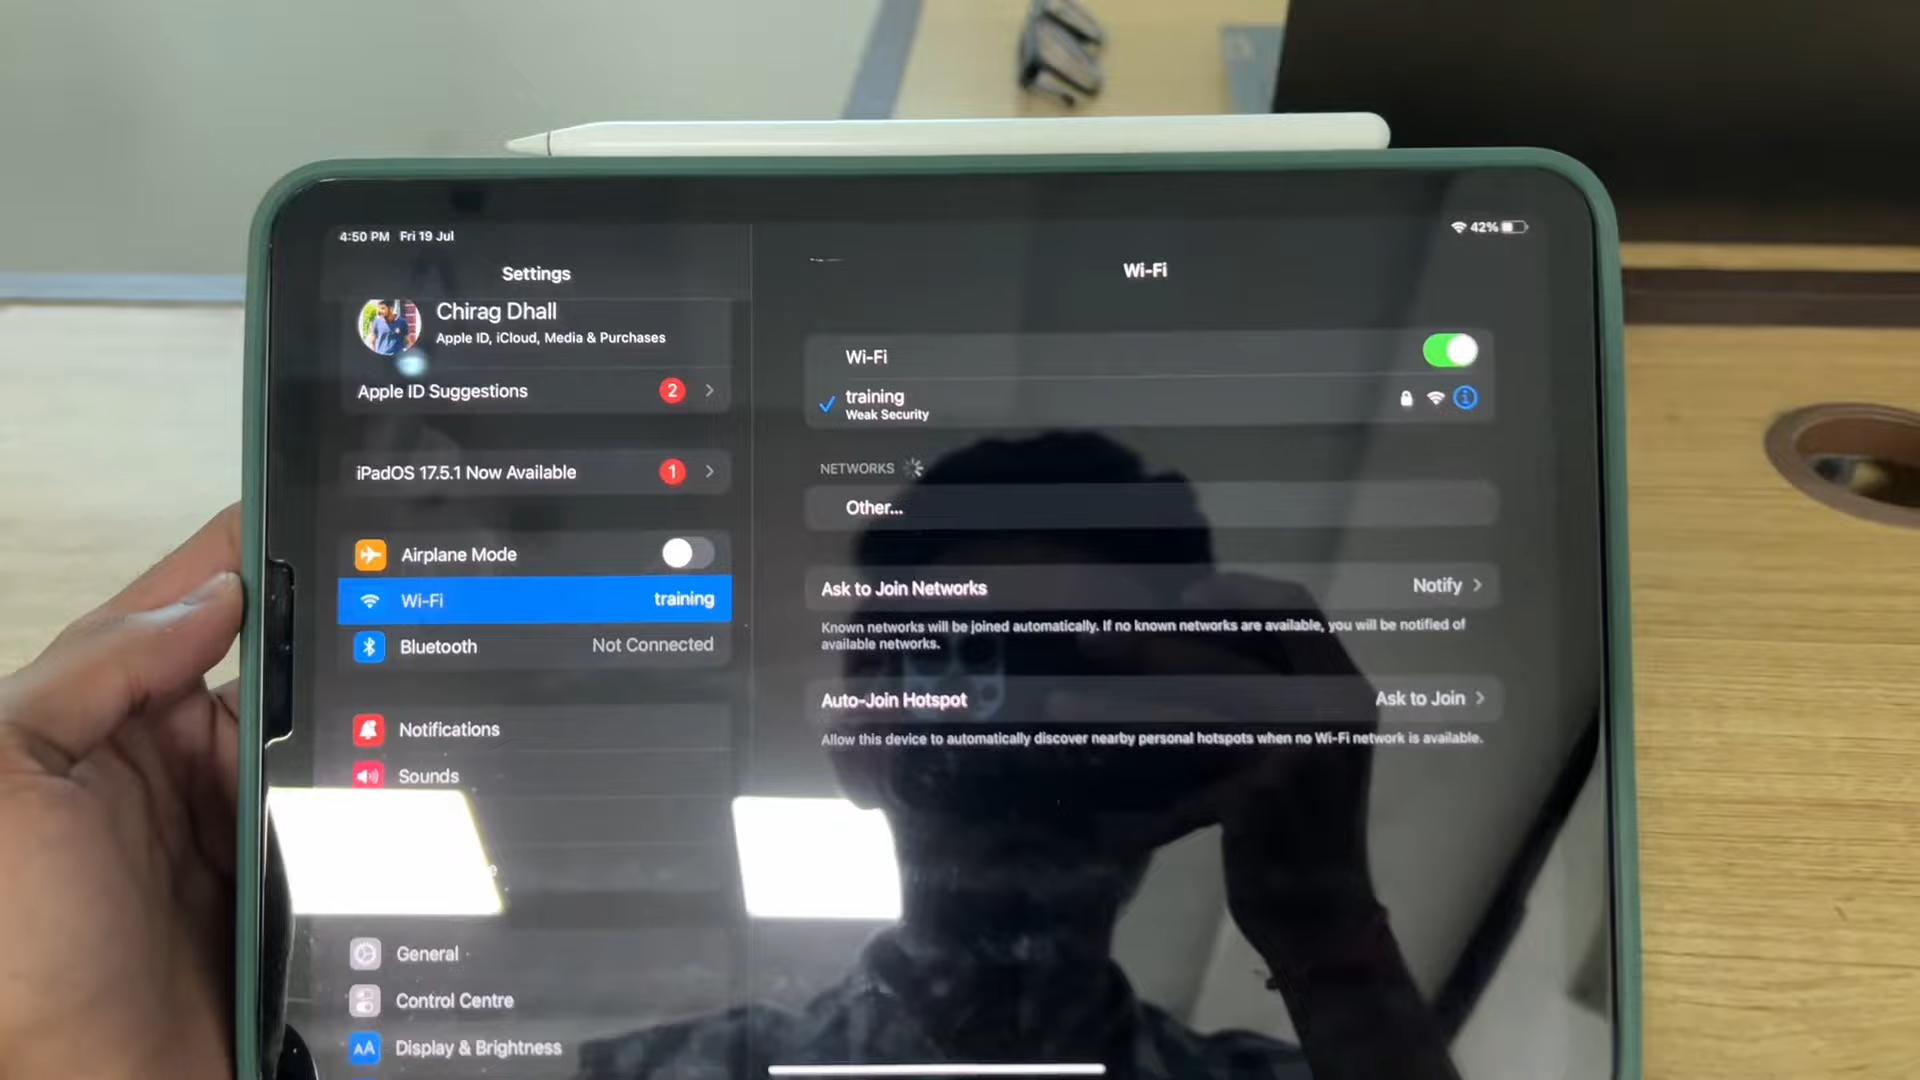 4:50 PM Fri 19 Jul
42%
Settings
Chirag Dhall
Apple ID, iCloud, Media & Purchases
Apple ID Suggestions 2
iPadOS 17.5.1 Now Available 1
Airplane Mode
Wi-Fi training
Bluetooth Not Connected
Notifications
Sounds
General
Control Centre
AA Display & Brightness
Wi-Fi
Wi-Fi
training
Weak Security
NETWORKS
Other...
Ask to Join Networks Notify
Known networks will be joined automatically. If no known networks are available, you will be notified of
available networks.
Auto-Join Hotspot Ask to Join
Allow this device to automatically discover nearby personal hotspots when no Wi-Fi network is available.